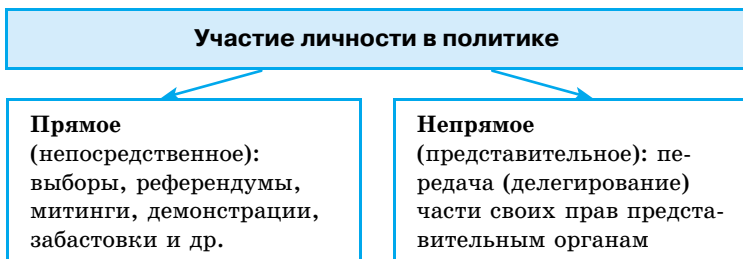 Участие личности в политике
Прямое
(непосредственное):
выборы, референдумы,
митинги, демонстрации,
забастовки и др.
Непрямое
(представительное): пе-
редача (делегирование)
части своих прав предста-
вительным органам